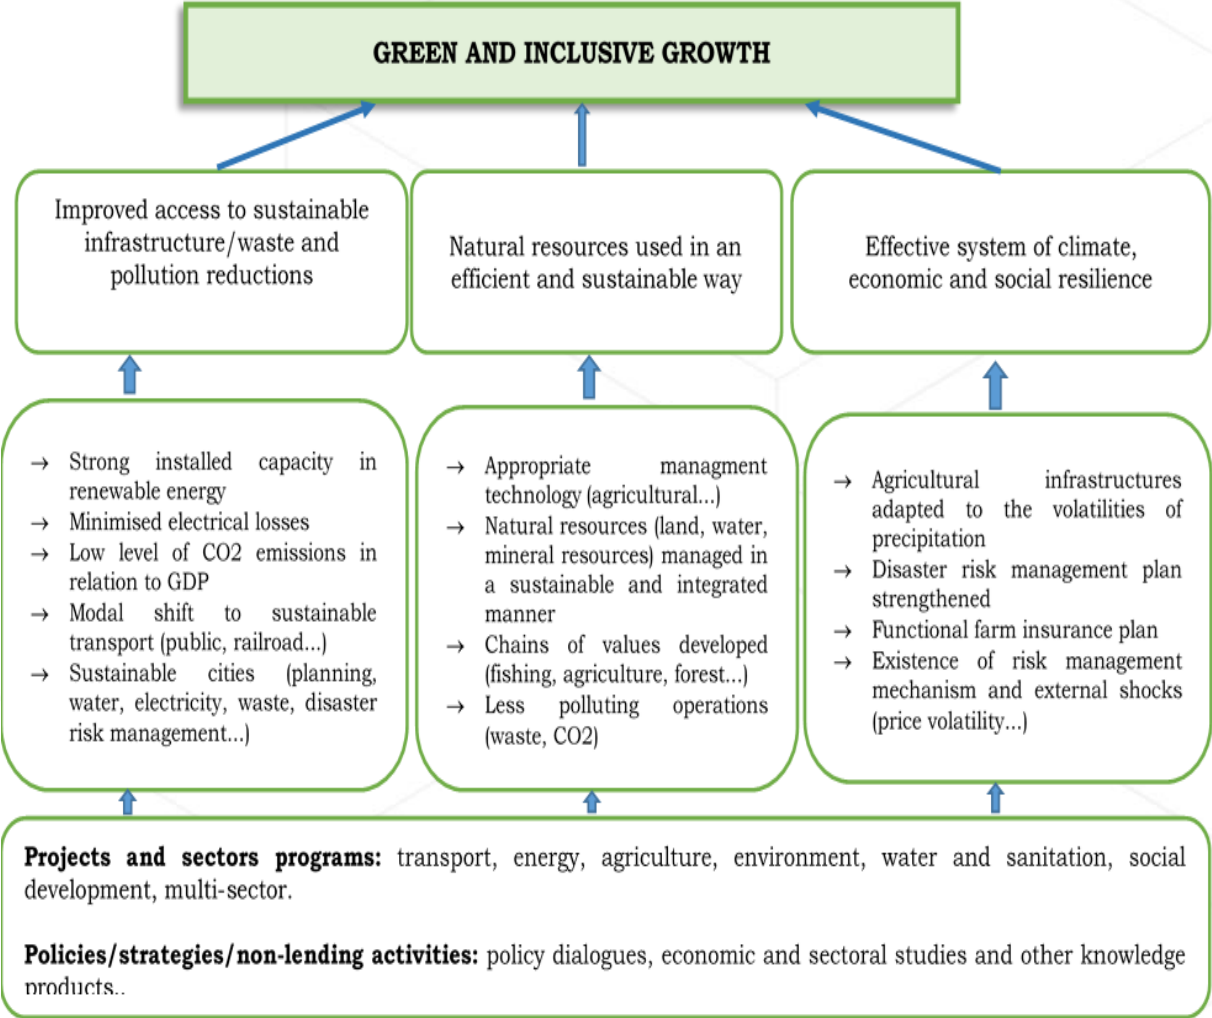 GREEN AND INCLUSIVE GROWTH
Improved access to sustainable
infrastructure/waste and
pollution reductions
Natural resources used in an
efficient and sustainable way
Effective system of climate,
economic and social resilience
→ Strong installed capacity in
renewable energy
→ Minimised electrical losses
→ Low level of CO2 emissions in
relation to GDP
→ Modal shift to sustainable
transport (public, railroad...)
→ Sustainable cities (planning,
water, electricity, waste, disaster
risk management...)
→ Appropriate managment
technology (agricultural...)
→ Natural resources (land, water,
mineral resources) managed in
a sustainable and integrated
manner
→ Chains of values developed
(fishing, agriculture, forest...)
→ Less polluting operations
(waste, CO2)
→ Agricultural infrastructures
adapted to the volatilities of
precipitation
→ Disaster risk management plan
strengthened
→ Functional farm insurance plan
→ Existence of risk management
mechanism and external shocks
(price volatility...)
Projects and sectors programs: transport, energy, agriculture, environment, water and sanitation, social
development, multi-sector.
Policies/strategies/non-lending activities: policy dialogues, economic and sectoral studies and other knowledge
products..